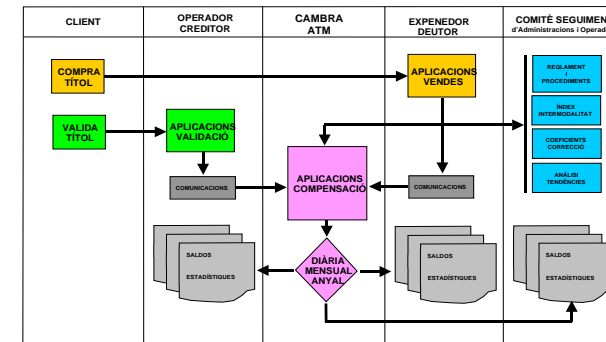 CLIENT
OPERADOR
CREDITOR
CAMBRA
ATM
EXPENEDOR
DEUTOR
COMITÈ SEGUIMEN
d'Administracions i Operad
COMPRA
TÍTOL
APLICACIONS
VENDES
REGLAMENT
I
PROCEDIMENTS
ÍNDEX
INTERMODALITAT
VALIDA
TÍTOL
APLICACIONS
VALIDACIÓ
COEFICIENTS
CORRECCIÓ
ANÀLISI
TENDÈNCIES
COMUNICACIONS
APLICACIONS
COMPENSACIÓ
COMUNICACIONS
SALDOS
ESTADÍSTIQUES
DIÀRIA
MENSUAL
ANYAL
SALDOS
ESTADÍSTIQUES
SALDOS
ESTADÍSTIQUES